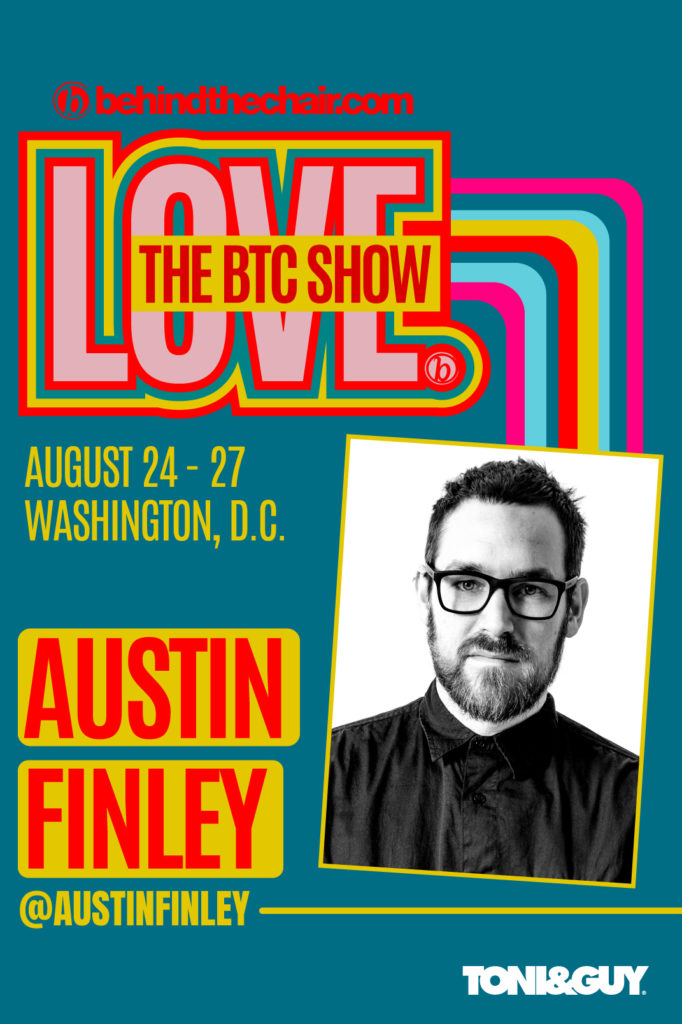 behindthechair.com
LOVE.
THE BTC SHOW
AUGUST 24 - 27
WASHINGTON, D.C.
AUSTIN
FINLEY
@AUSTINFINLEY
TONI&GUY®